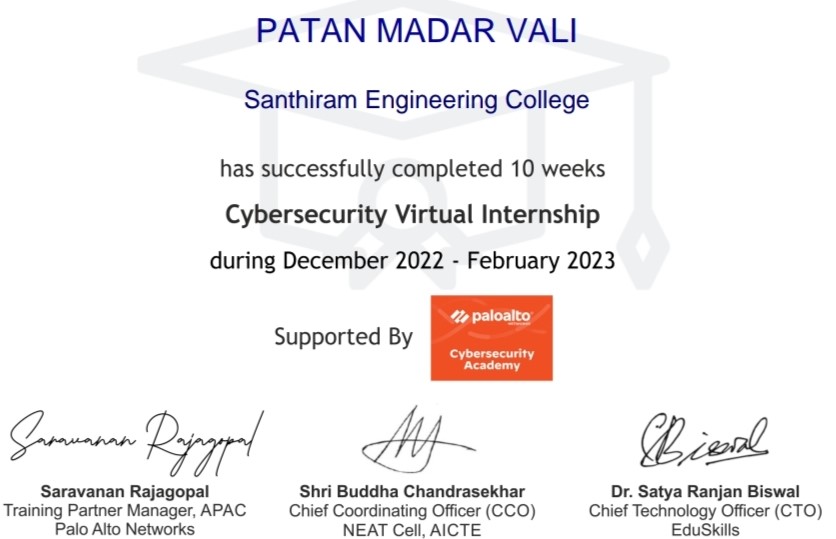 PATAN MADAR VALI
Santhiram Engineering College
has successfully completed 10 weeks
Cybersecurity Virtual Internship
during December 2022 - February 2023
Supported By
paloalto
Cybersecurity
Academy
Saravanan Rajagopal
Biswal
Saravanan Rajagopal
Training Partner Manager, APAC
Palo Alto Networks
Shri Buddha Chandrasekhar
Chief Coordinating Officer (CCO)
NEAT Cell, AICTE
Dr. Satya Ranjan Biswal
Chief Technology Officer (CTO)
EduSkills